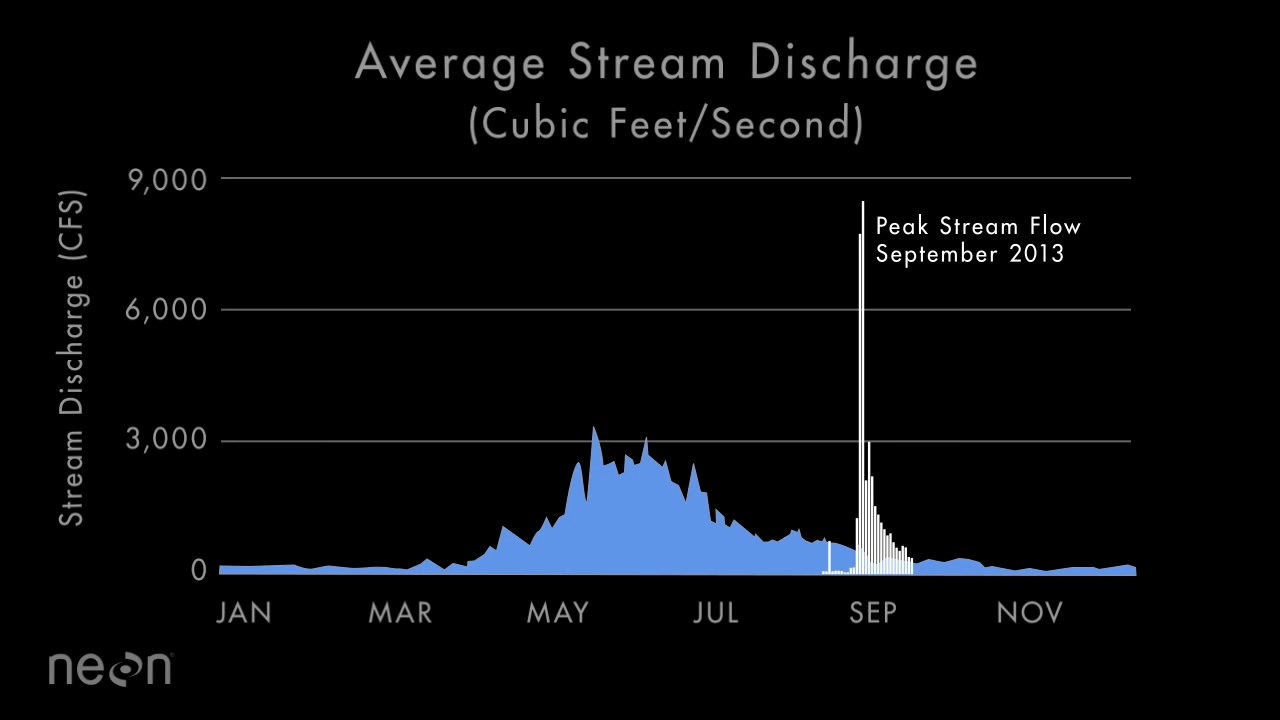 Average Stream Discharge
(Cubic Feet/Second)
Stream Discharge (CFS)
9,000
6,000
3,000
0
Peak Stream Flow
September 2013
JAN MAR MAY JUL SEP NOV
neon